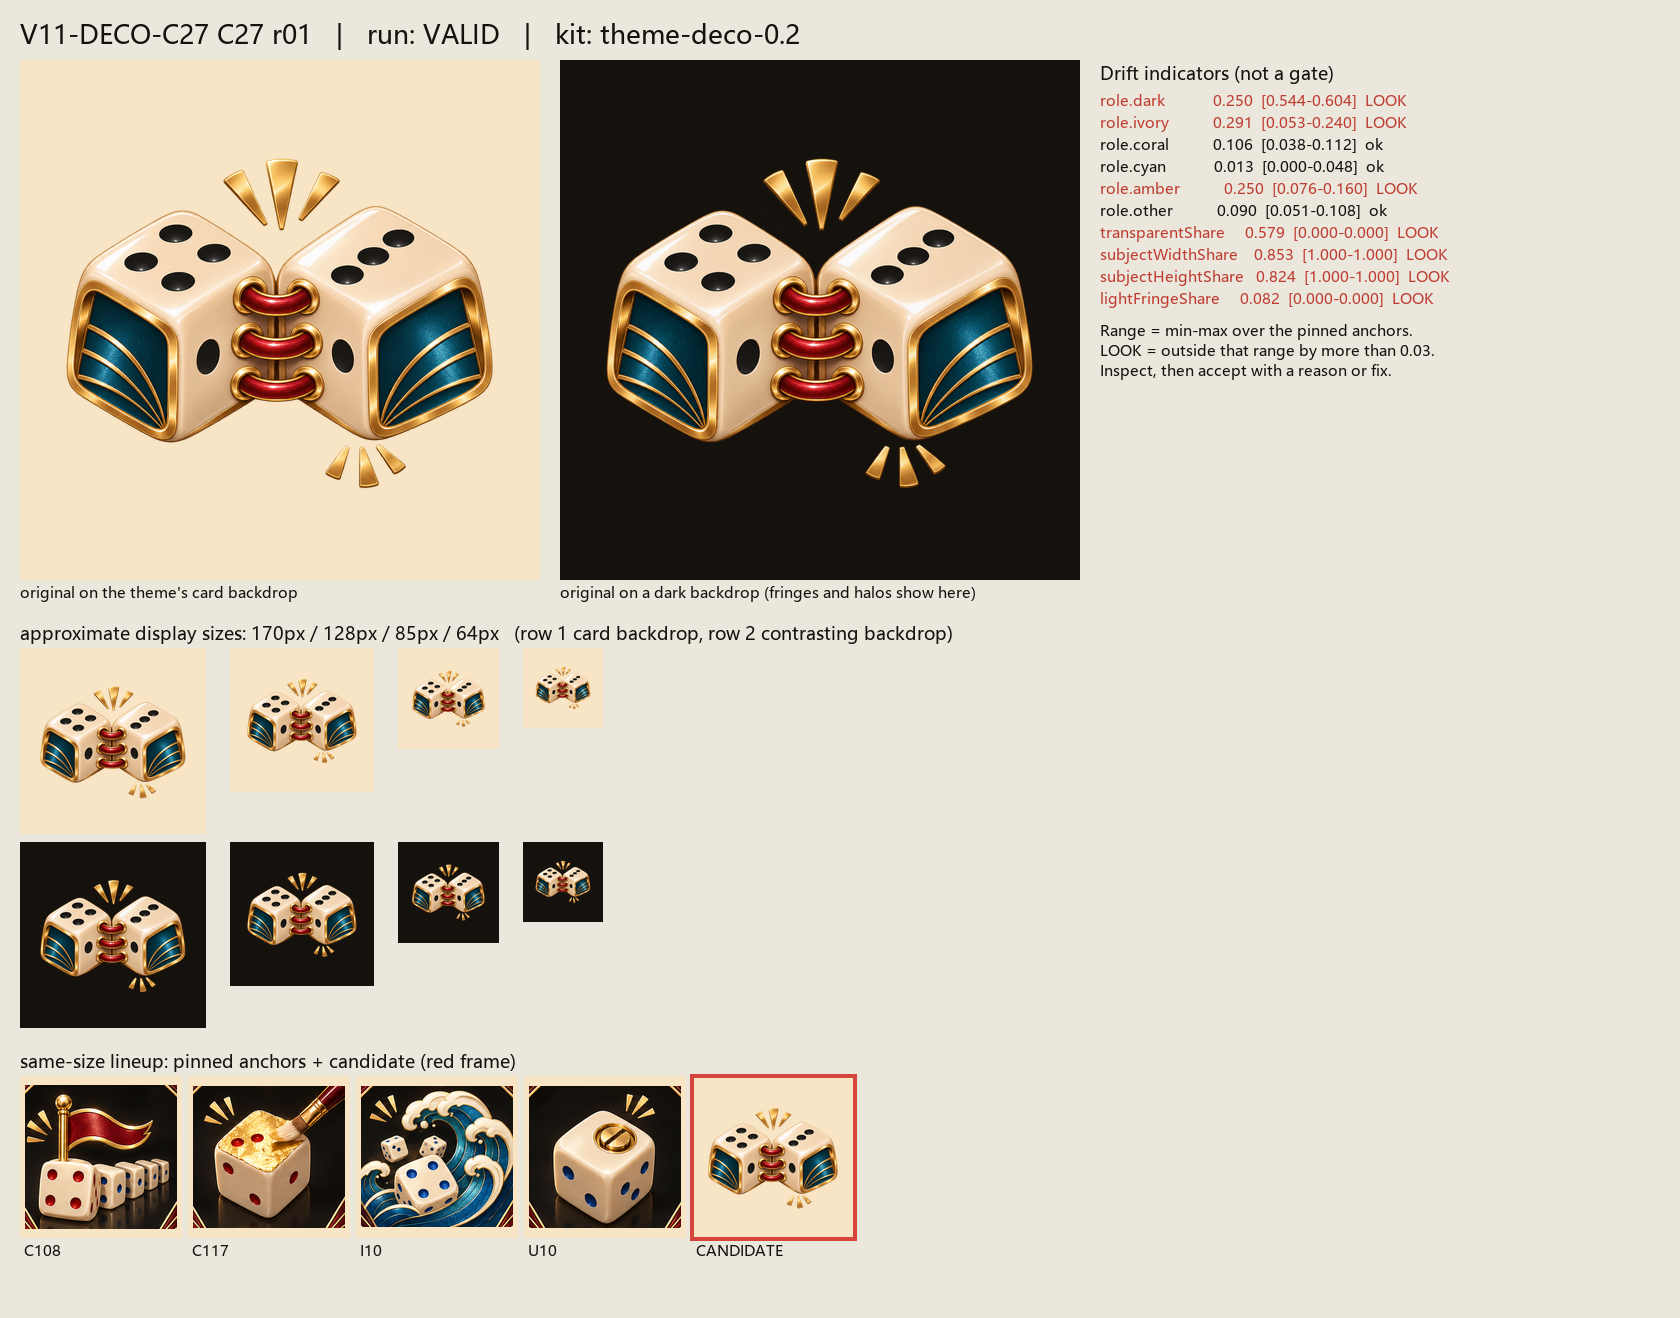 V11-DECO-C27 C27 r01 | run: VALID | kit: theme-deco-0.2
original on the theme's card backdrop
original on a dark backdrop (fringes and halos show here)
Drift indicators (not a gate)
role.dark 0.250 [0.544-0.604] LOOK
role.ivory 0.291 [0.053-0.240] LOOK
role.coral 0.106 [0.038-0.112] ok
role.cyan 0.013 [0.000-0.048] ok
role.amber 0.250 [0.076-0.160] LOOK
role.other 0.090 [0.051-0.108] ok
transparentShare 0.579 [0.000-0.000] LOOK
subjectWidthShare 0.853 [1.000-1.000] LOOK
subjectHeightShare 0.824 [1.000-1.000] LOOK
lightFringeShare 0.082 [0.000-0.000] LOOK
Range = min-max over the pinned anchors.
LOOK = outside that range by more than 0.03.
Inspect, then accept with a reason or fix.
approximate display sizes: 170px / 128px / 85px / 64px (row 1 card backdrop, row 2 contrasting backdrop)
same-size lineup: pinned anchors + candidate (red frame)
C108
C117
I10
U10
CANDIDATE